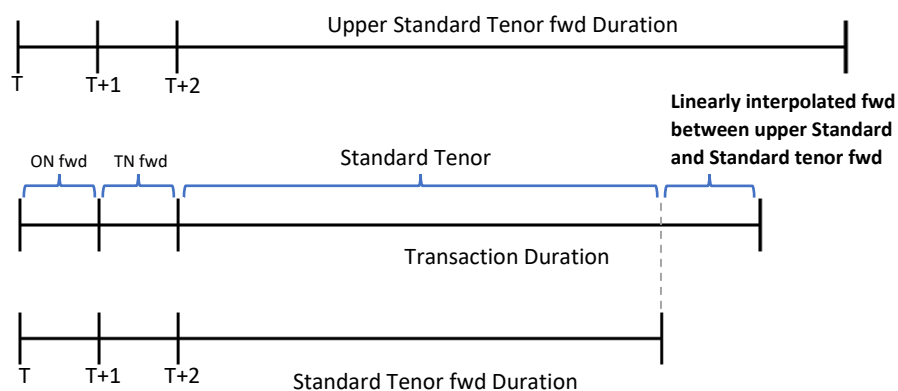 Upper Standard Tenor fwd Duration
T T+1 T+2
Linearly interpolated fwd
between upper Standard
and Standard tenor fwd
ON fwd TN fwd Standard Tenor
Transaction Duration
T T+1 T+2
Standard Tenor fwd Duration